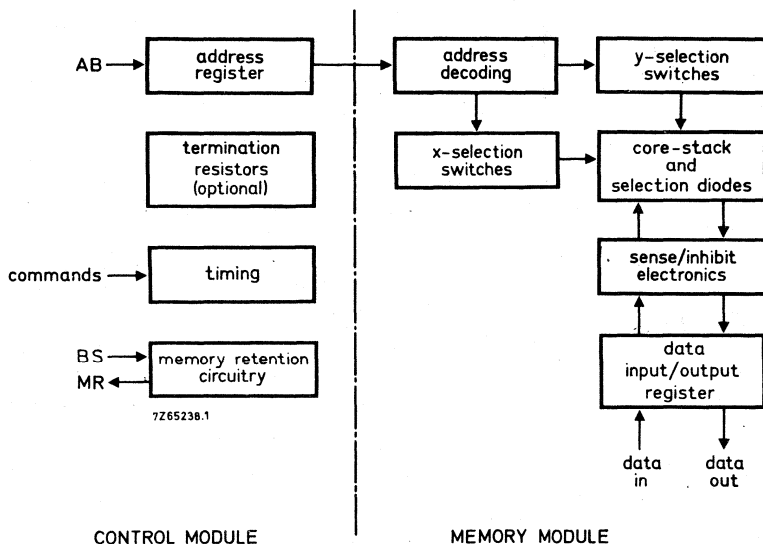 AB
address
register
address
decoding
y-selection
switches
termination
resistors
(optional)
x-selection
switches
core-stack
and
selection diodes
commands
timing
sense/inhibit
electronics
BS
MR
memory retention
circuitry
data
input/output
register
7Z65238.1
data
in
data
out
CONTROL MODULE
MEMORY MODULE